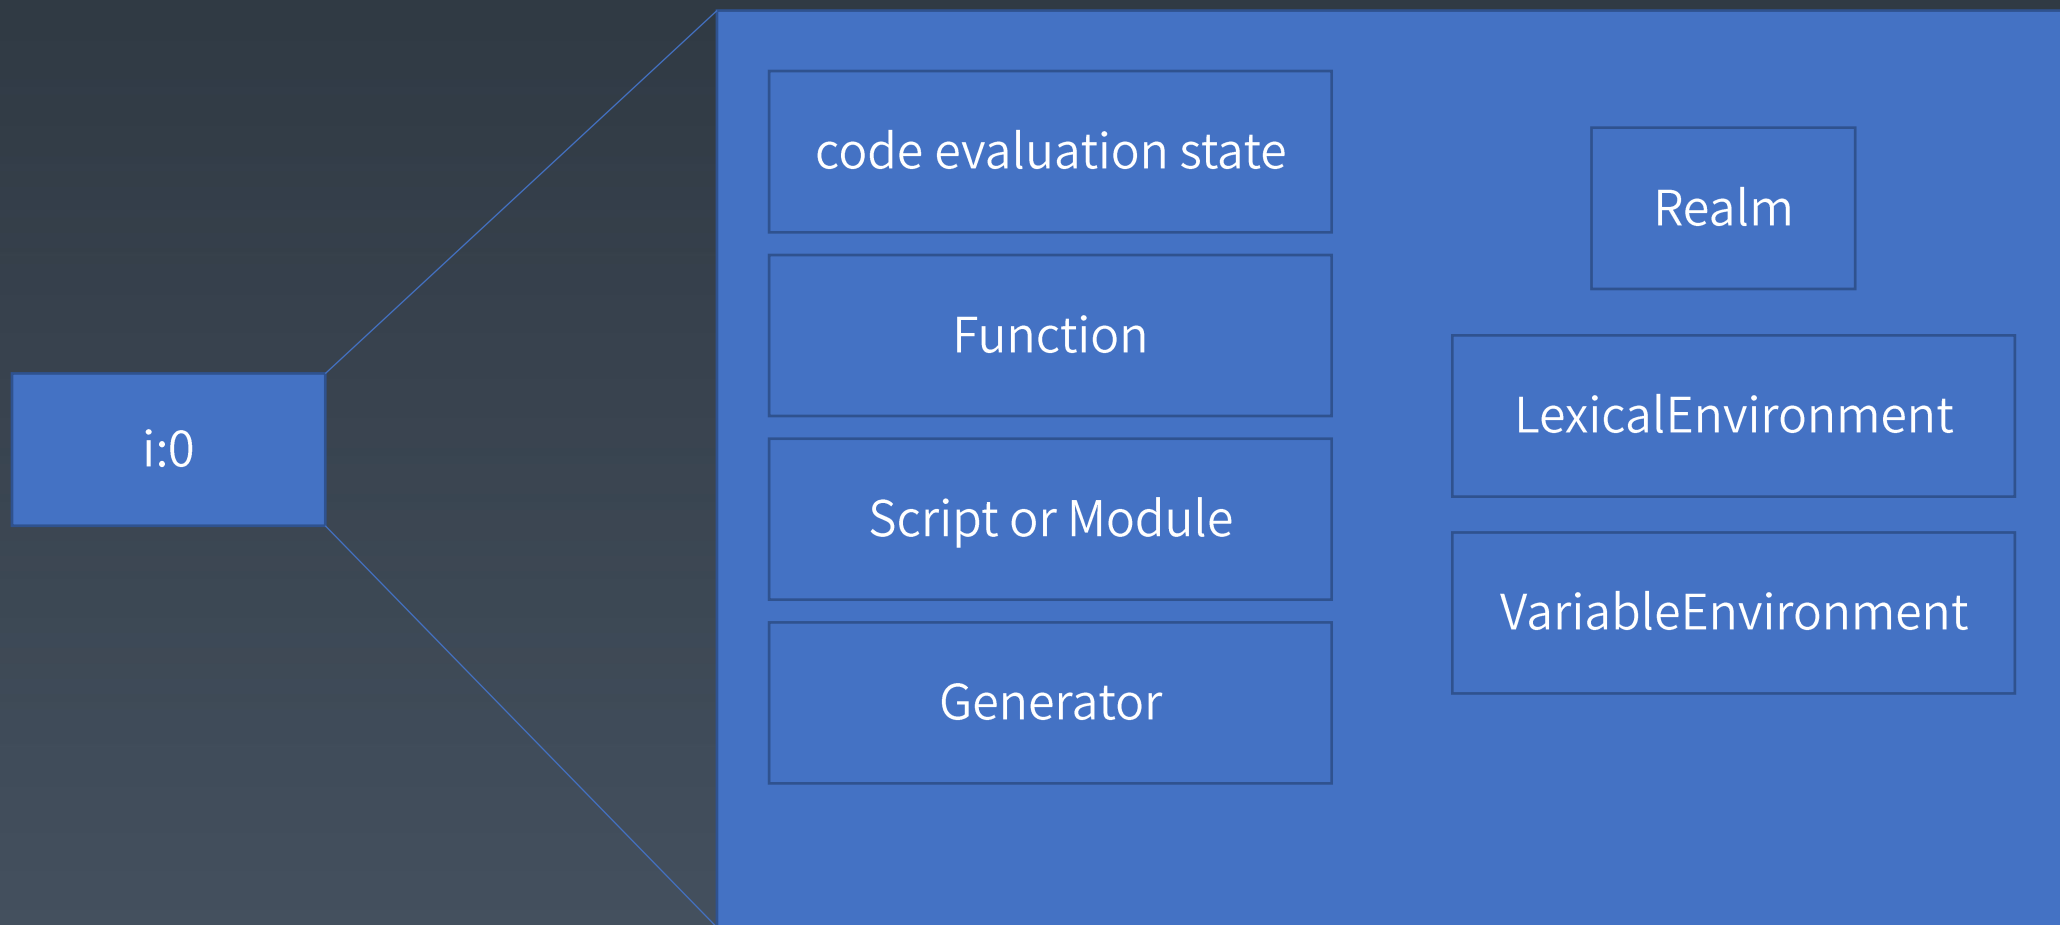 i:0
code evaluation state
Function
Script or Module
Generator
Realm
LexicalEnvironment
VariableEnvironment